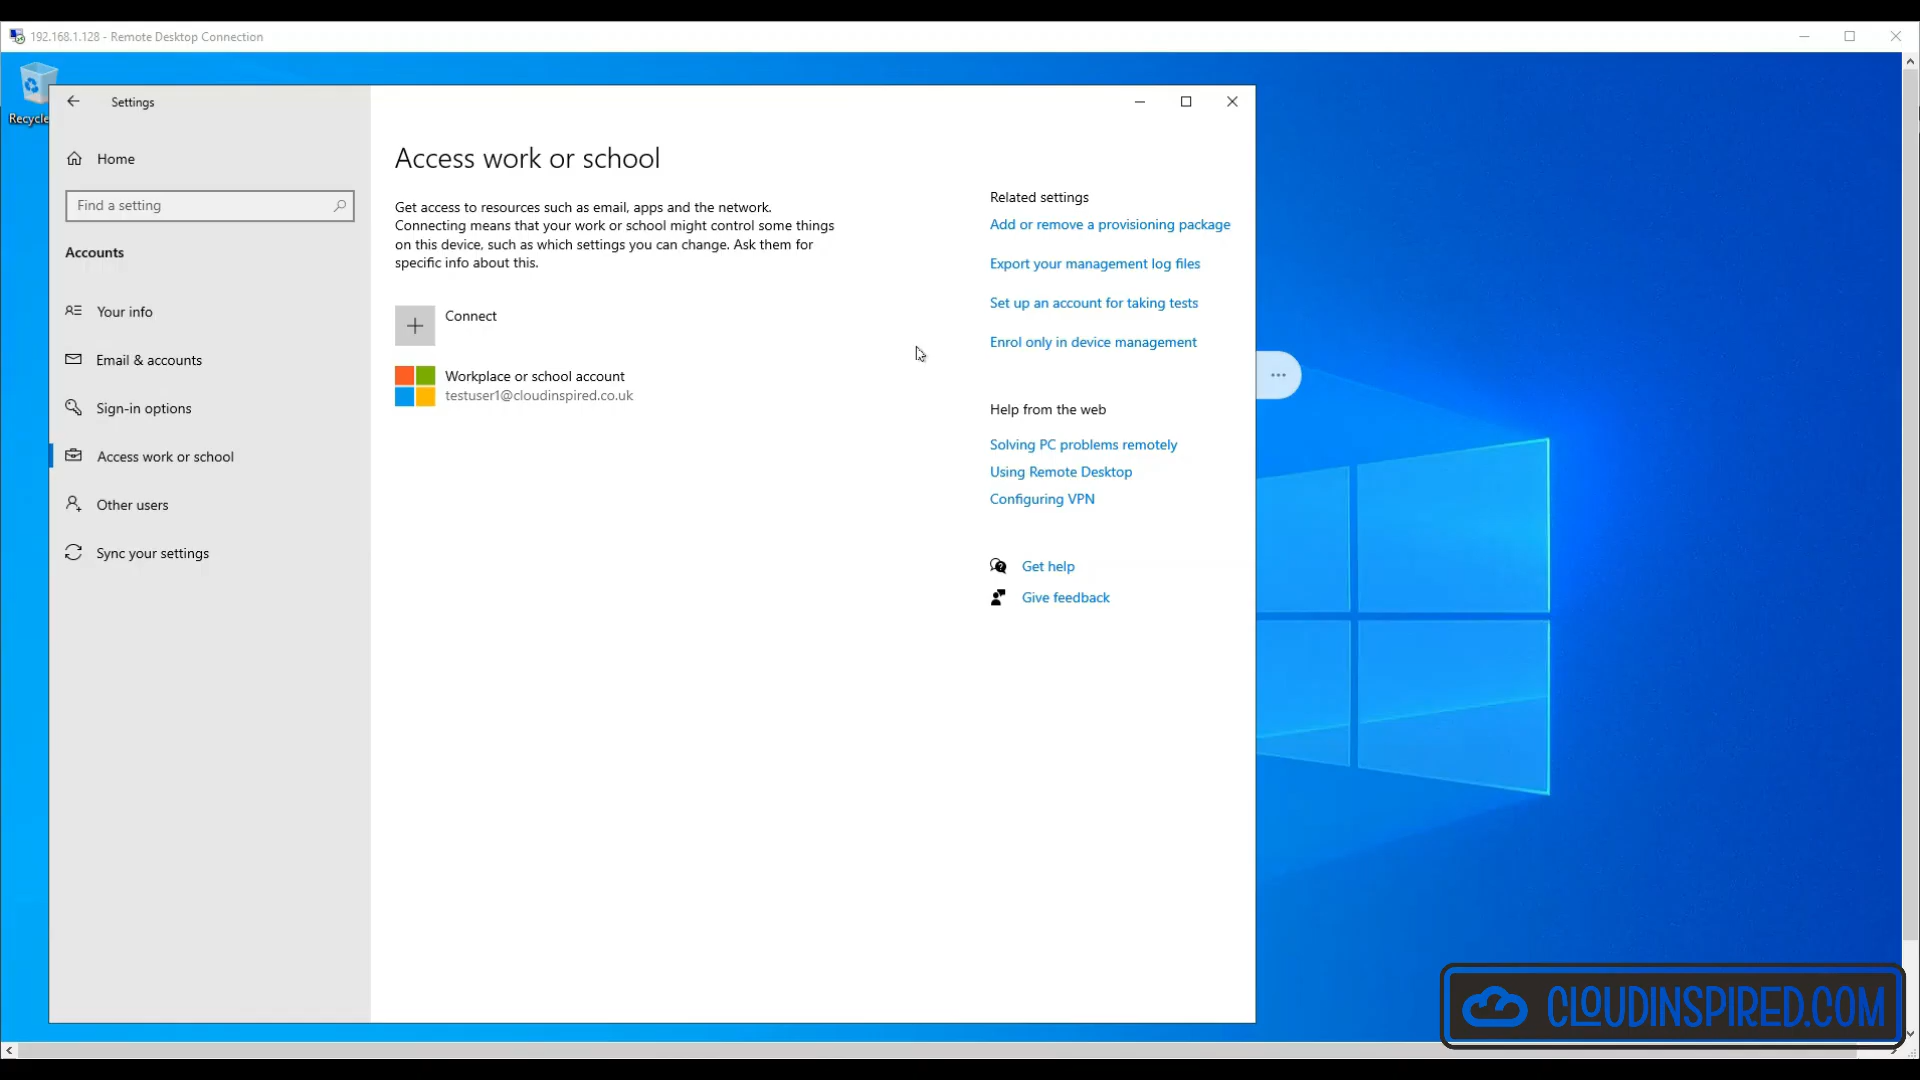 192.168.1.128 - Remote Desktop Connection
Settings
Home
Find a setting
Accounts
Your info
Email & accounts
Sign-in options
Access work or school
Other users
Sync your settings
Access work or school
Get access to resources such as email, apps and the network.
Connecting means that your work or school might control some things
on this device, such as which settings you can change. Ask them for
specific info about this.
Connect
Workplace or school account
testuser1@cloudinspired.co.uk
Related settings
Add or remove a provisioning package
Export your management log files
Set up an account for taking tests
Enrol only in device management
Help from the web
Solving PC problems remotely
Using Remote Desktop
Configuring VPN
Get help
Give feedback
Recycle
CLOUDINSPIRED.COM